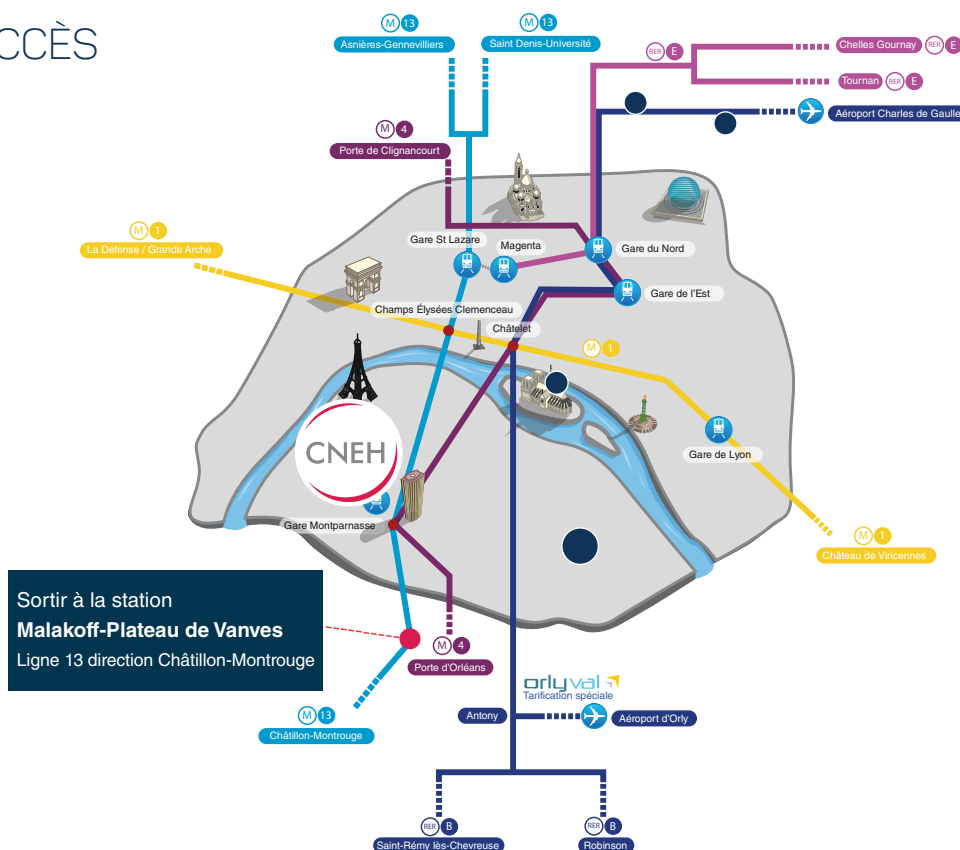 CCÈS
M 13
M 13
Asnières-Gennevilliers
Saint Denis-Université
RER E
Chelles Gournay RER E
Tournan RER E
Aéroport Charles de Gaulle
M 4
Porte de Clignancourt
M 1
La Défense / Grande Arche
Gare St Lazare
Magenta
Gare du Nord
Gare de l'Est
Champs Élysées Clemenceau
Châtelet
M 1
CNEH
Gare de Lyon
Gare Montparnasse
M 1
Château de Vincennes
Sortir à la station
Malakoff-Plateau de Vanves
Ligne 13 direction Châtillon-Montrouge
M 4
Porte d'Orléans
orlyval
Tarification spéciale
M 13
Châtillon-Montrouge
Antony
Aéroport d'Orly
RER B
RER B
Saint-Rémy lès-Chevreuse
Robinson